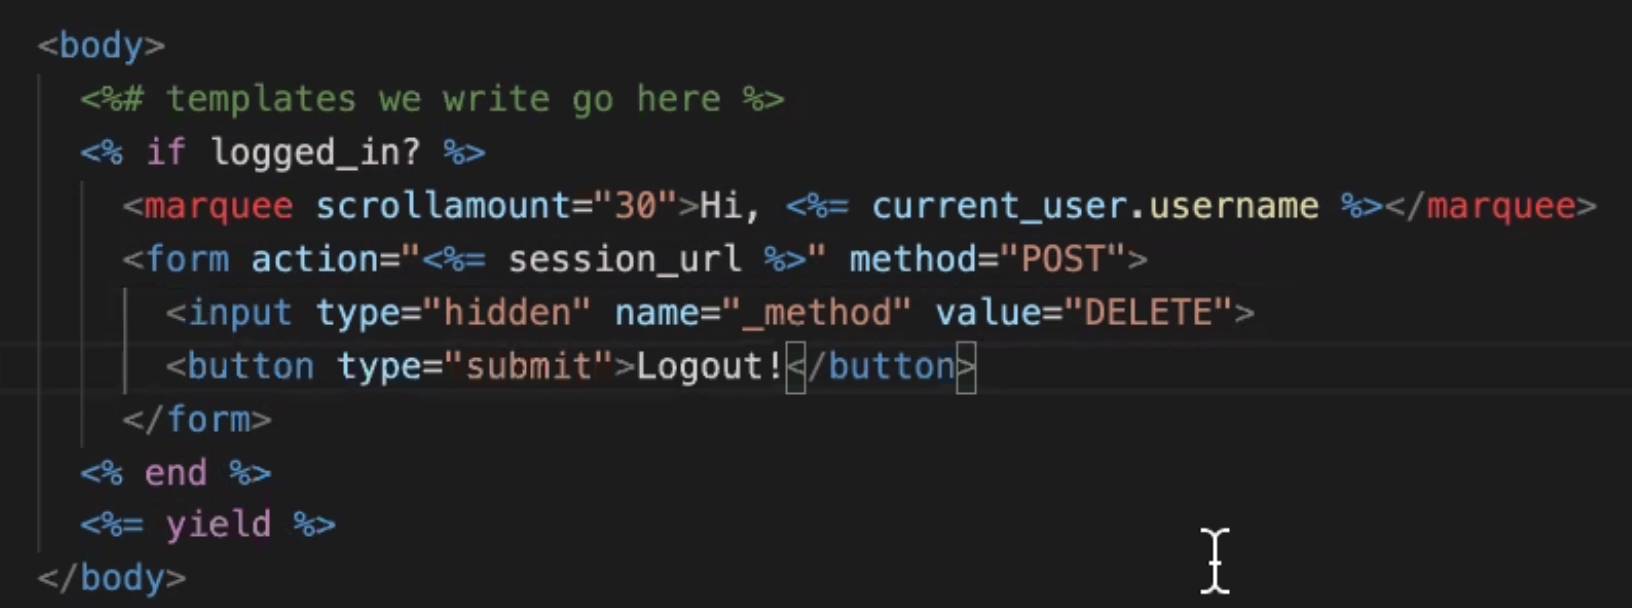 <body>
<%# templates we write go here %>
<% if logged_in? %>
<marquee scrollamount="30">Hi, <%= current_user.username %></marquee>
<form action="<%= session_url %>" method="POST">
<input type="hidden" name="_method" value="DELETE">
<button type="submit">Logout!</button>
</form>
<% end %>
<%= yield %>
</body>